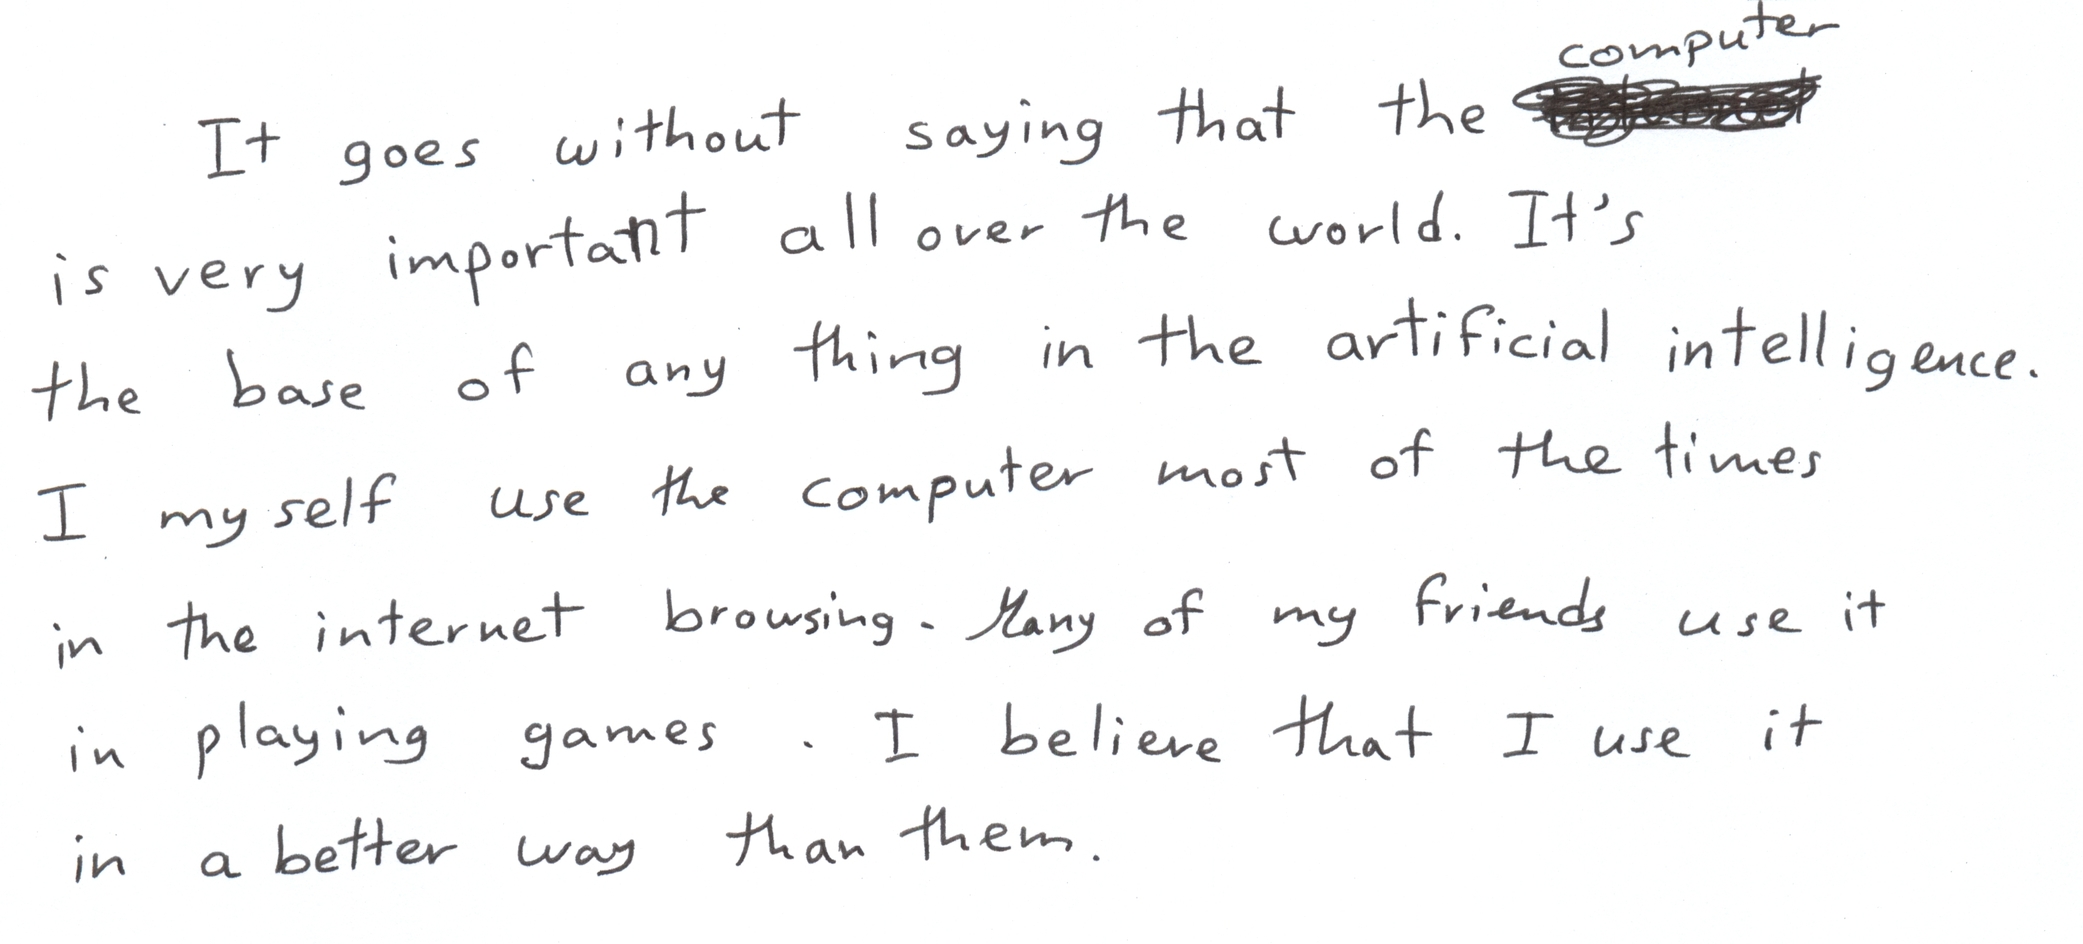 It goes without saying that the computer
is very important all over the world. It's
the base of any thing in the artificial intelligence.
I my self use the computer most of the times
in the internet browsing. Many of my friends use it
in playing games . I believe that I use it
in a better way than them.